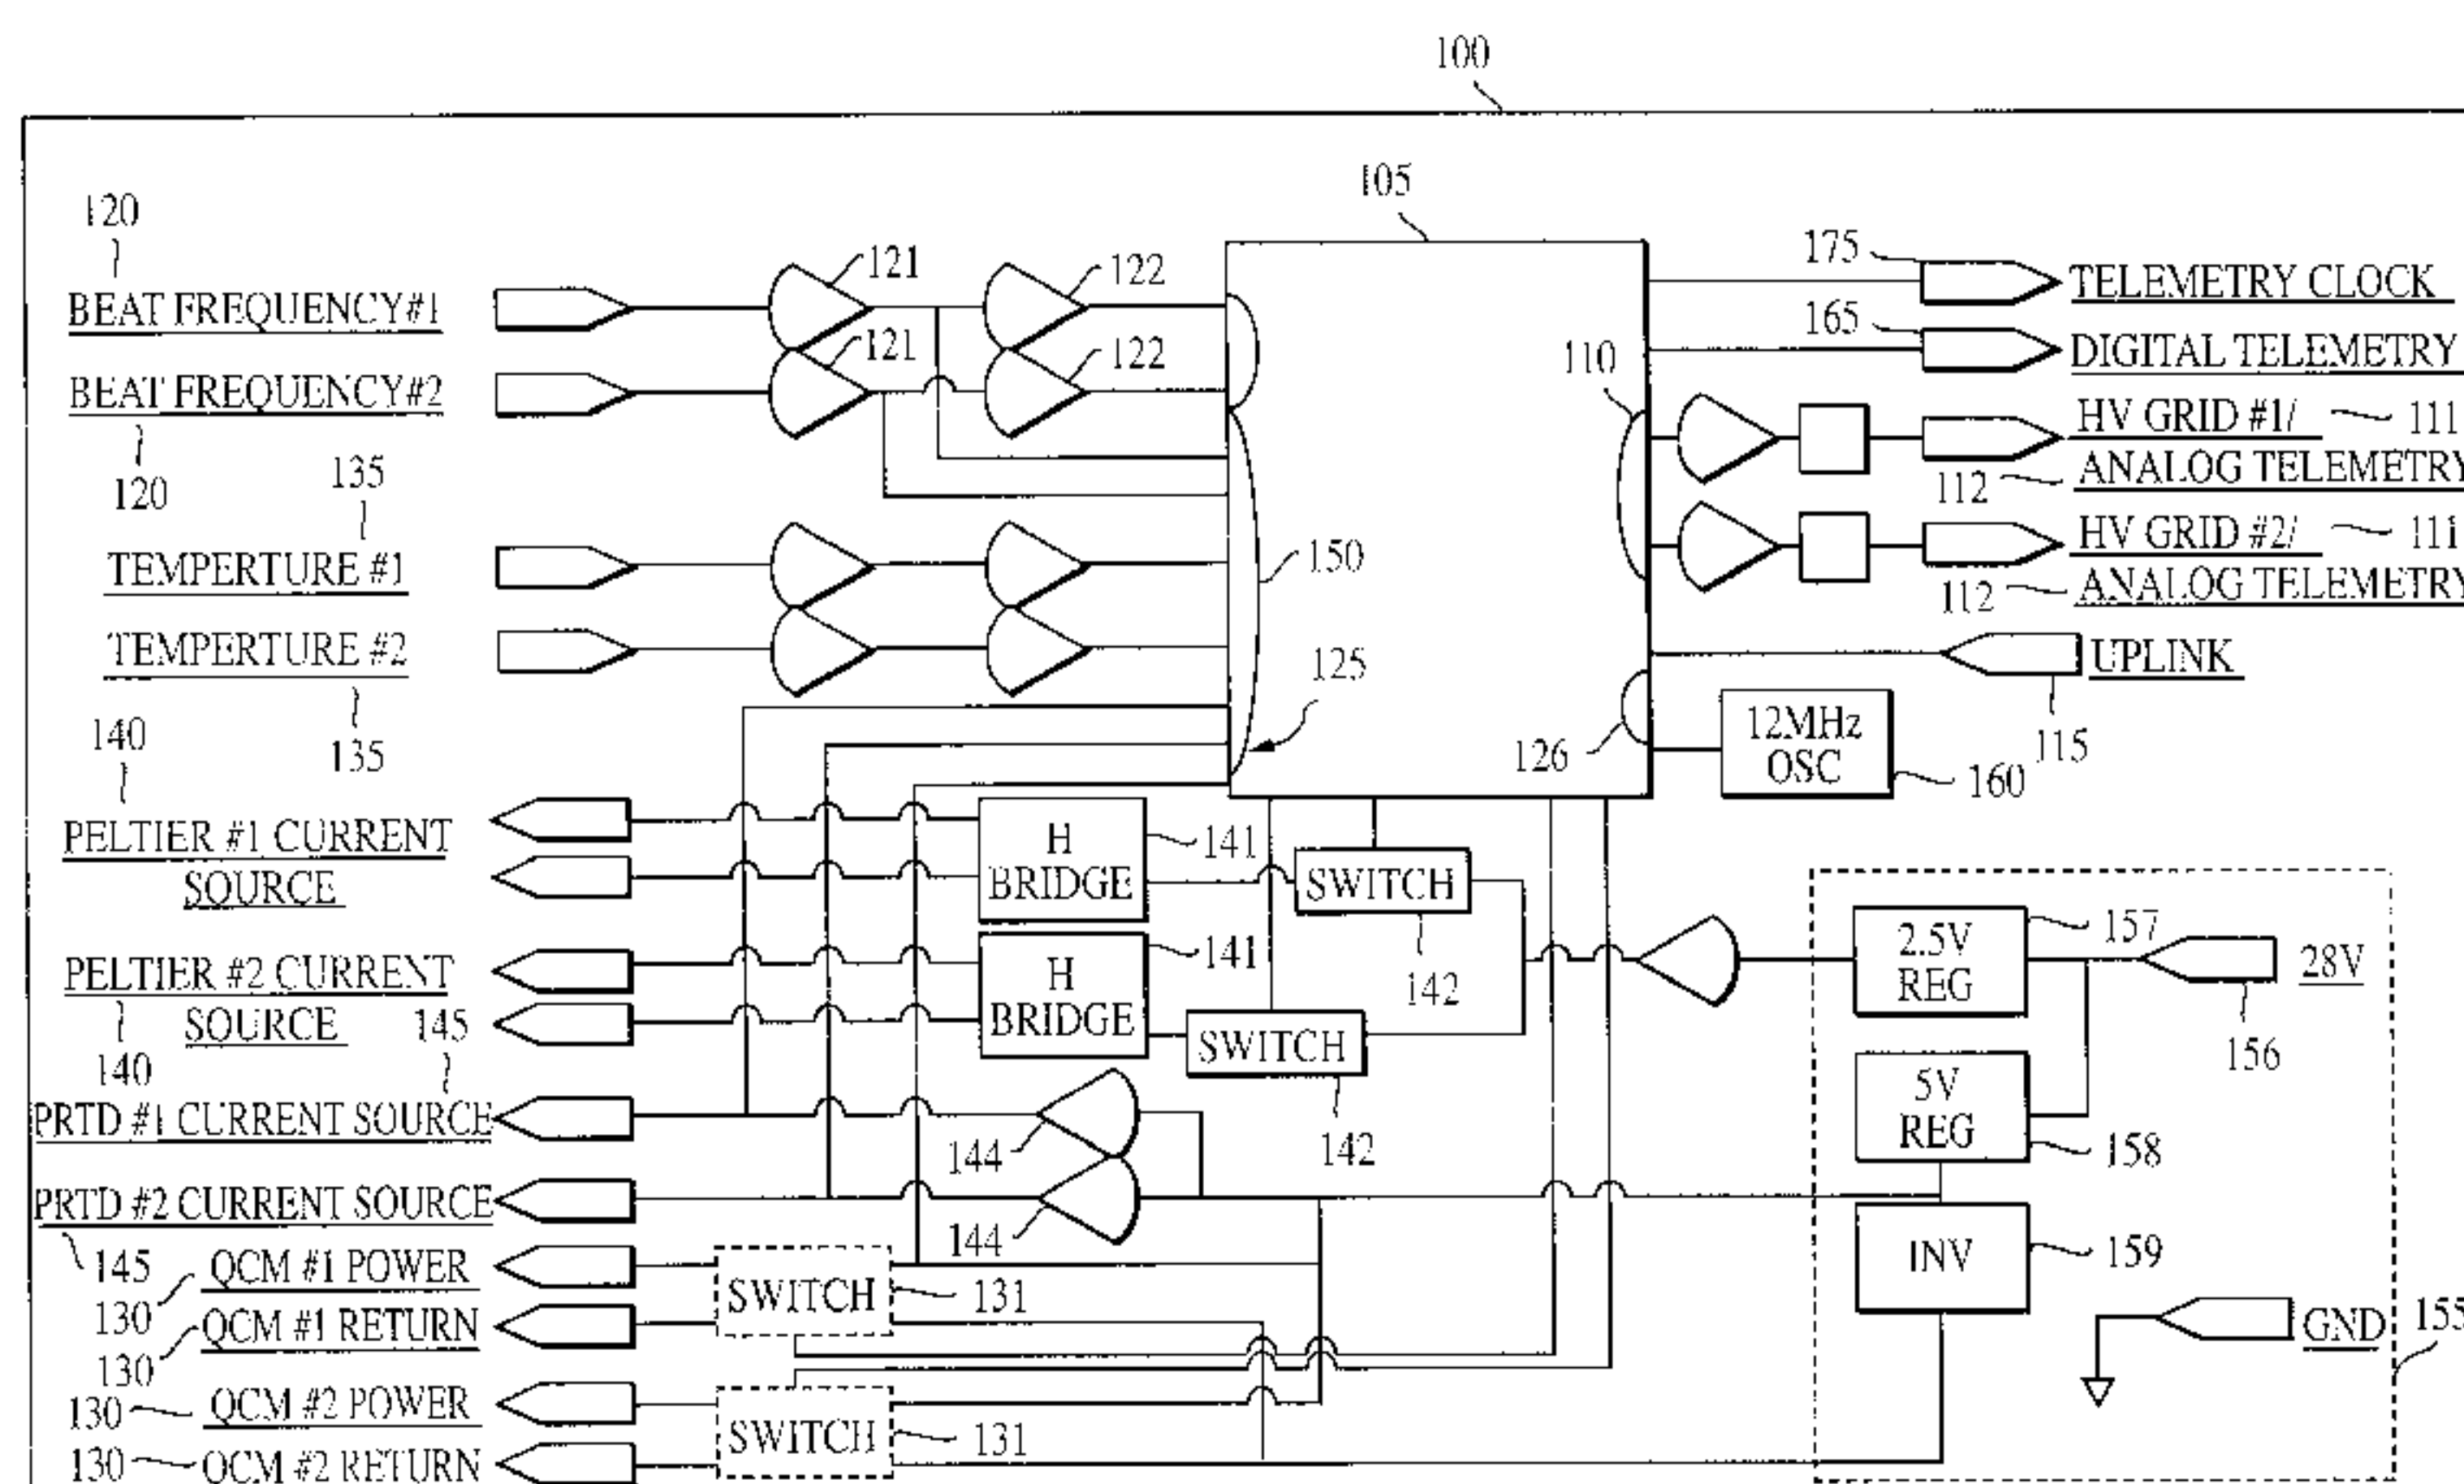 100
105
120
BEAT FREQUENCY#1
121
122
175
TELEMETRY CLOCK
121
122
165
DIGITAL TELEMETRY
BEAT FREQUENCY#2
120
110
HV GRID #1/
111
112
ANALOG TELEMETRY
135
TEMPERTURE #1
150
HV GRID #2/
111
112
ANALOG TELEMETRY
TEMPERTURE #2
135
125
UPLINK
115
126
12MHz
OSC
160
140
PELTIER #1 CURRENT
SOURCE
H
BRIDGE
141
SWITCH
142
PELTIER #2 CURRENT
SOURCE
140
H
BRIDGE
141
SWITCH
142
2.5V
REG
157
28V
156
145
PRTD #1 CURRENT SOURCE
144
5V
REG
158
PRTD #2 CURRENT SOURCE
145
144
INV
159
QCM #1 POWER
130
SWITCH
131
QCM #1 RETURN
130
GND
155
130
QCM #2 POWER
SWITCH
131
130
QCM #2 RETURN